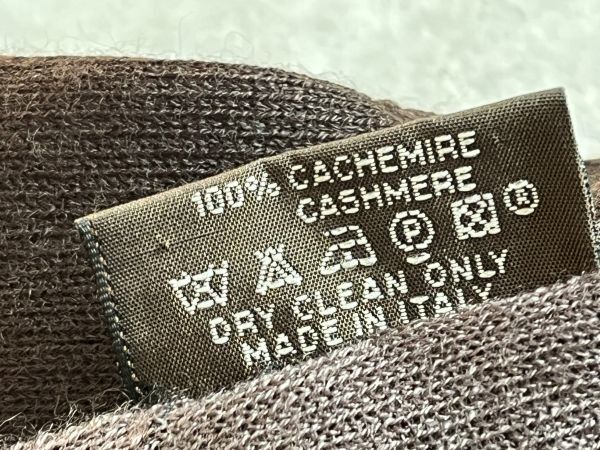 100% CACHEMIRE
CASHMERE
P ®
DRY CLEAN ONLY
MADE IN ITALY